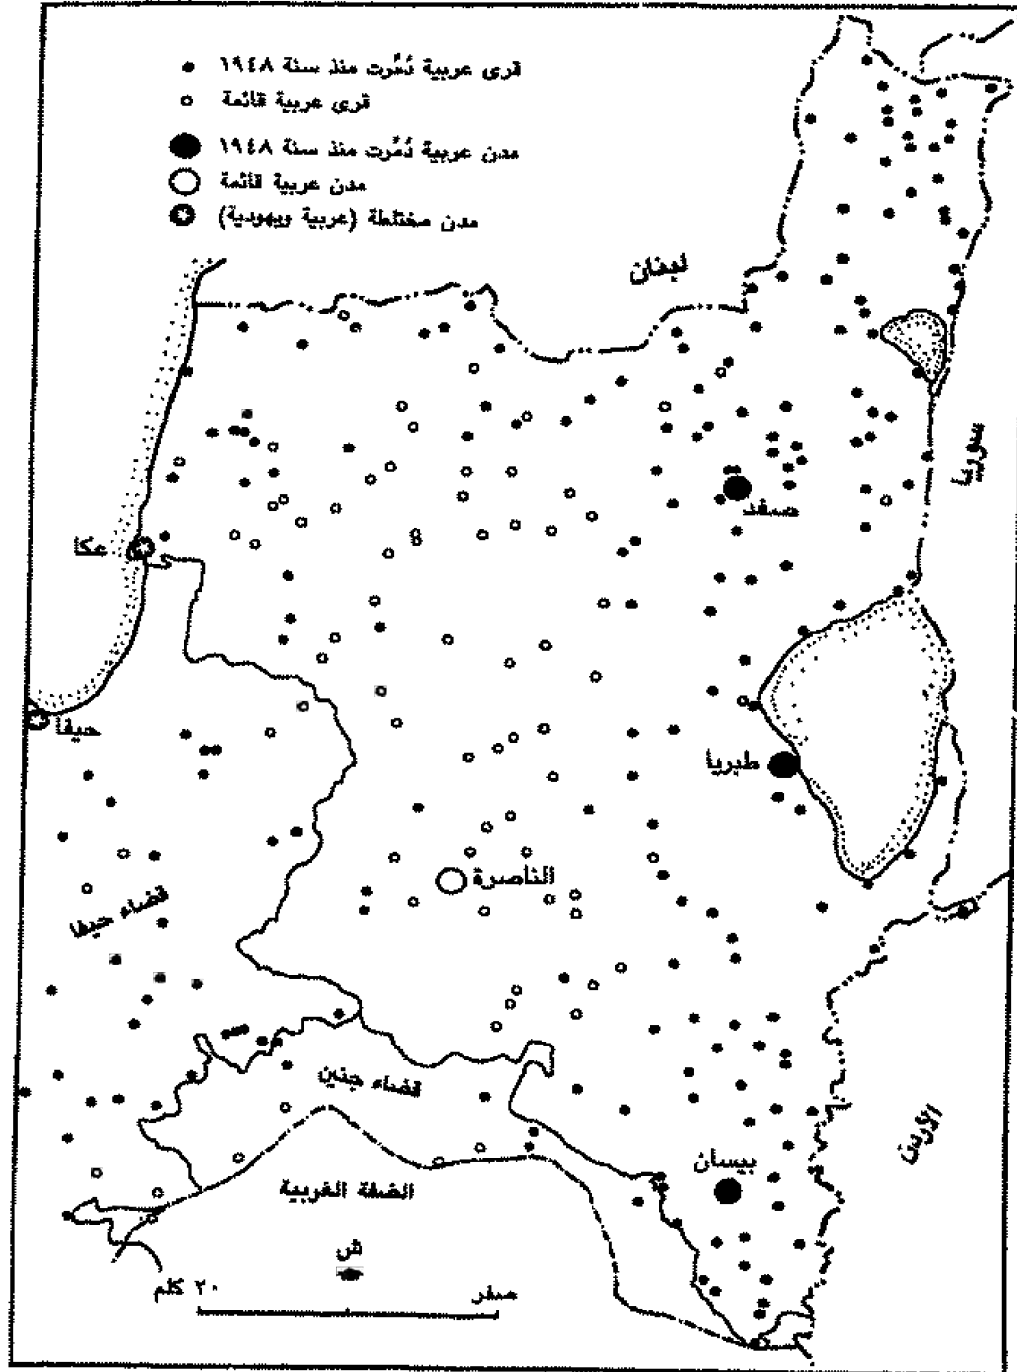 قرى عربية دُمِّرت منذ سنة ١٩٤٨
قرى عربية قائمة
مدن عربية دُمِّرت منذ سنة ١٩٤٨
مدن عربية قائمة
مدن مختلطة (عربية ويهودية)
لبنان
سوريا
صفد
عكا
حيفا
طبريا
الناصرة
قضاء حيفا
قضاء جنين
الأردن
بيسان
الضفة الغربية
ش
صفر
٢٠ كلم